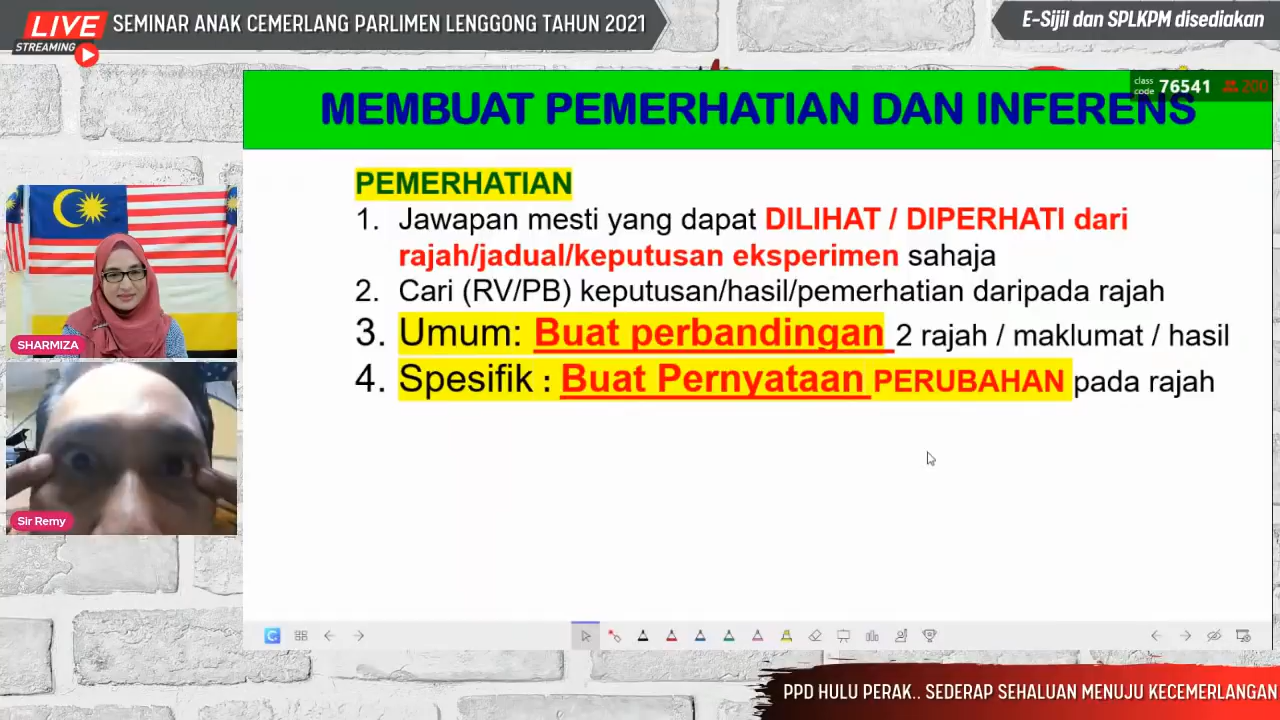 LIVE
STREAMING
SEMINAR ANAK CEMERLANG PARLIMEN LENGGONG TAHUN 2021
E-Sijil dan SPLKPM disediakan
class code 76541 200
MEMBUAT PEMERHATIAN DAN INFERENS
PEMERHATIAN
1. Jawapan mesti yang dapat DILIHAT / DIPERHATI dari
rajah/jadual/keputusan eksperimen sahaja
2. Cari (RV/PB) keputusan/hasil/pemerhatian daripada rajah
3. Umum: Buat perbandingan 2 rajah / maklumat / hasil
4. Spesifik : Buat Pernyataan PERUBAHAN pada rajah
SHARMIZA
Sir Remy
PPD HULU PERAK.. SEDERAP SEHALUAN MENUJU KECEMERLANGAN